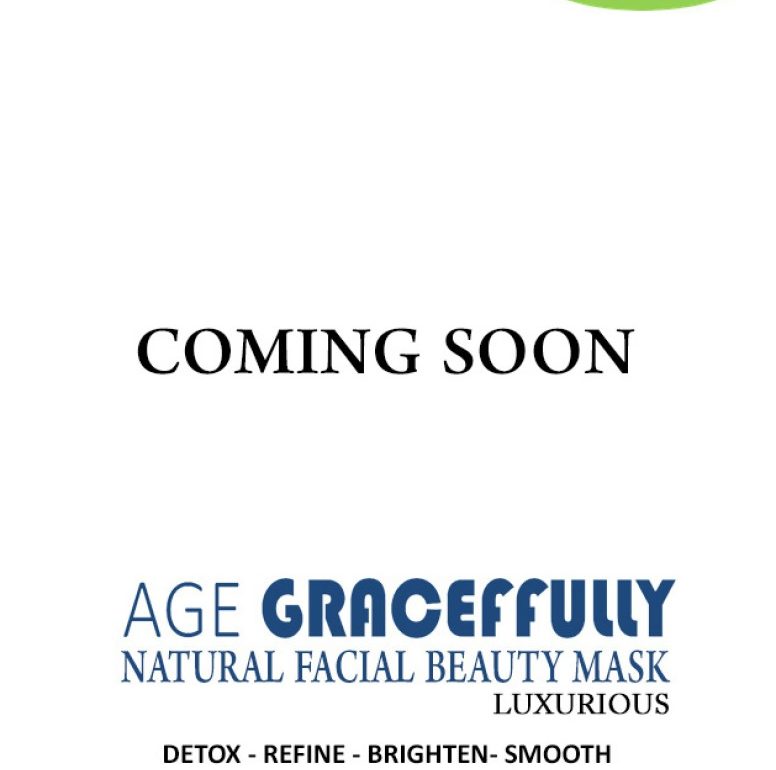 COMING SOON
AGE GRACEFFULLY
NATURAL FACIAL BEAUTY MASK
LUXURIOUS
DETOX - REFINE - BRIGHTEN- SMOOTH